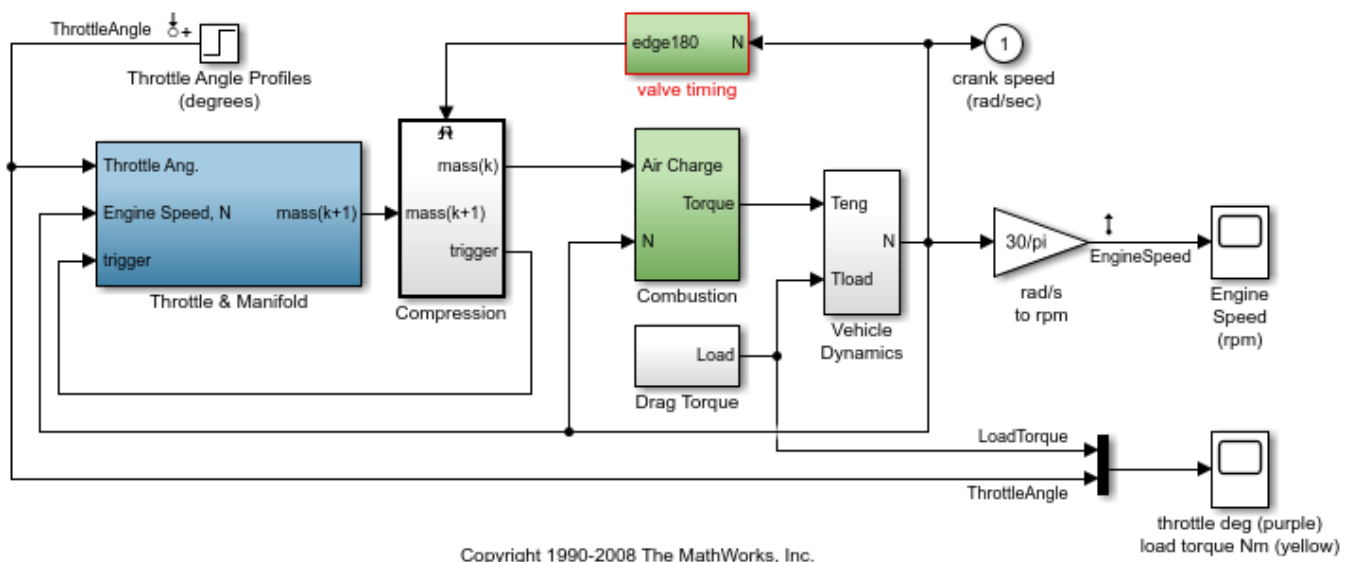 ThrottleAngle
Throttle Angle Profiles
(degrees)
edge180 N
valve timing
1
crank speed
(rad/sec)
Throttle Ang.
Engine Speed, N
mass(k+1)
trigger
Throttle & Manifold
mass(k)
mass(k+1)
trigger
Compression
Air Charge
Torque
N
Combustion
Load
Drag Torque
Teng
N
Tload
Vehicle
Dynamics
30/pi
rad/s
to rpm
EngineSpeed
Engine
Speed
(rpm)
LoadTorque
ThrottleAngle
throttle deg (purple)
load torque Nm (yellow)
Copyright 1990-2008 The MathWorks, Inc.